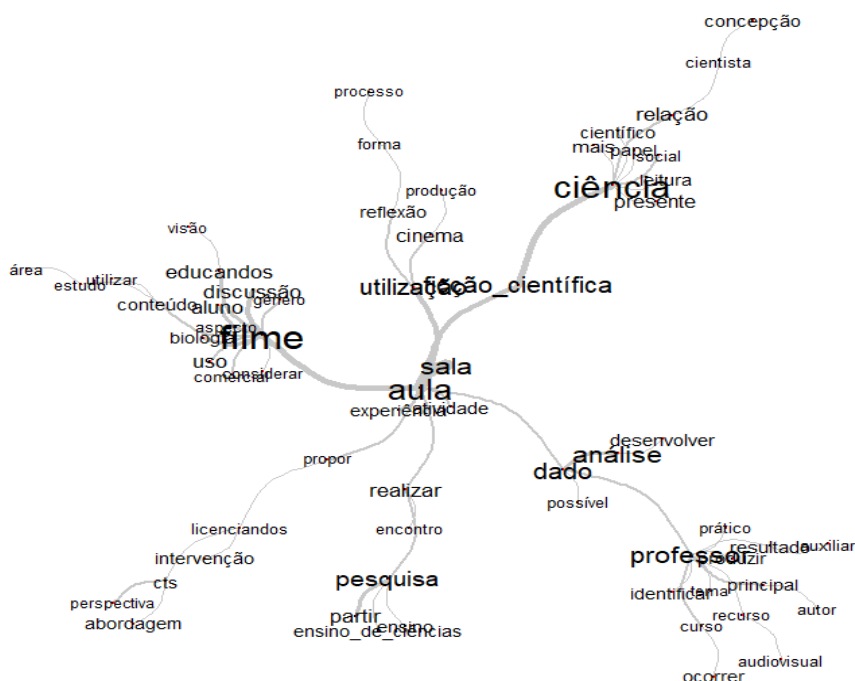 concepção
cientista
processo
relação
científico
forma
mais
papel
social
leitura
ciência
presente
produção
reflexão
visão
cinema
área
educandos
utilizar
estudo
utilização
ficção_científica
discussão
gênero
conteúdo
aluno
aspecto
biologia
filme
uso
comercial
considerar
sala
aula
experiência
atividade
desenvolver
análise
propor
dado
realizar
possível
licenciandos
encontro
prático
intervenção
professor
resultado
auxiliar
produzir
cts
pesquisa
principal
identificar
tema
perspectiva
partir
autor
abordagem
ensino
recurso
ensino_de_ciências
curso
audiovisual
ocorrer